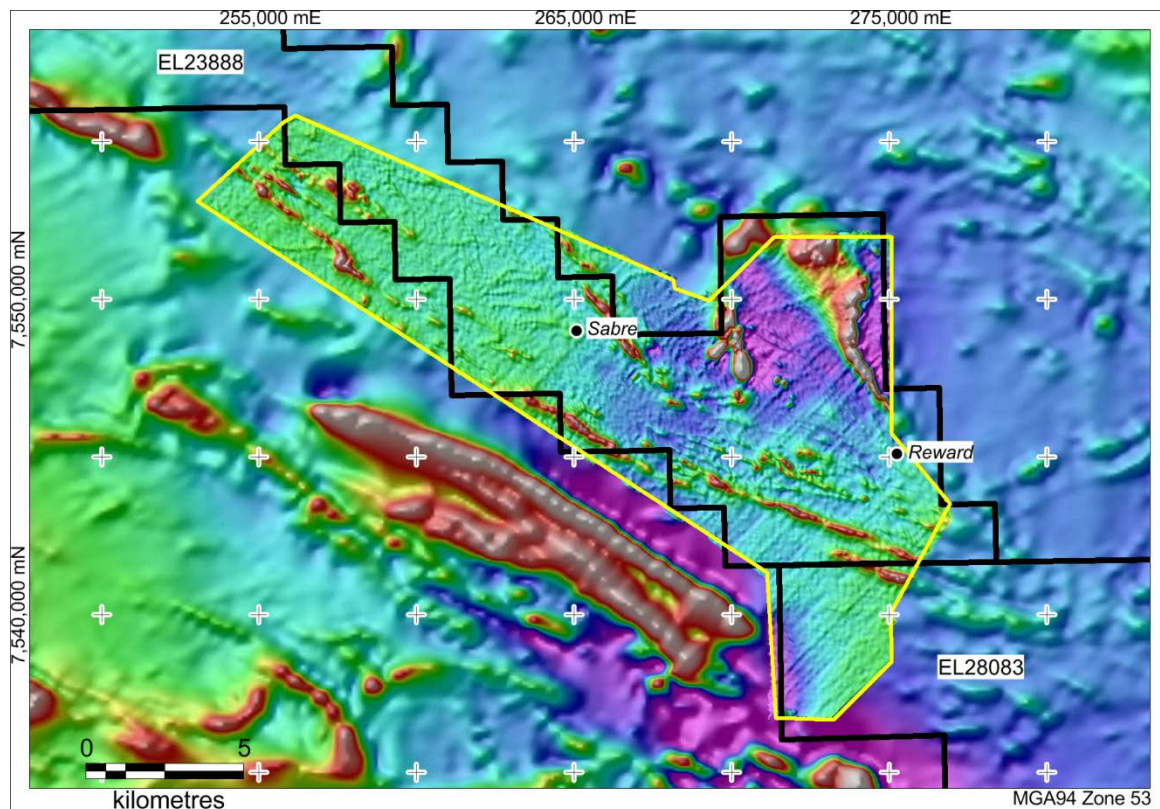 255,000 mE
265,000 mE
275,000 mE
EL23888
7,550,000 mN
Sabre
Reward
7,540,000 mN
EL28083
0
5
kilometres
MGA94 Zone 53